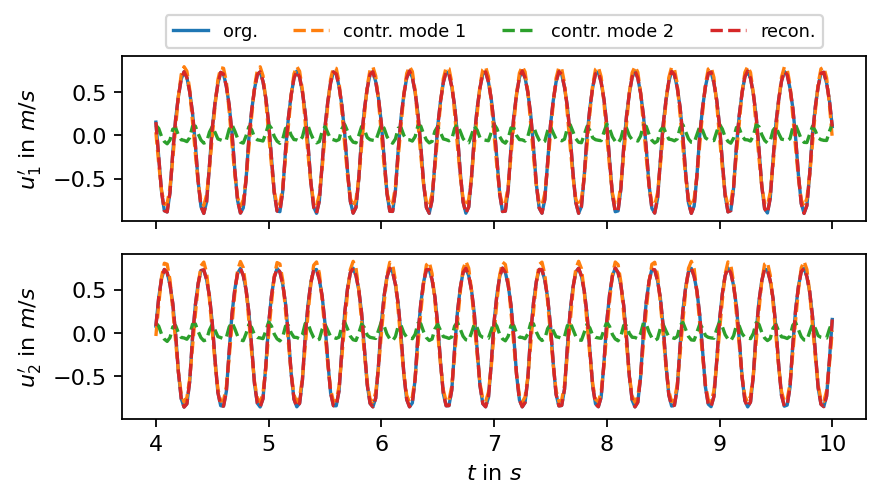 org. contr. mode 1 contr. mode 2 recon.
0.5
0.0
−0.5
u′₁ in m/s
0.5
0.0
−0.5
u′₂ in m/s
4 5 6 7 8 9 10
t in s